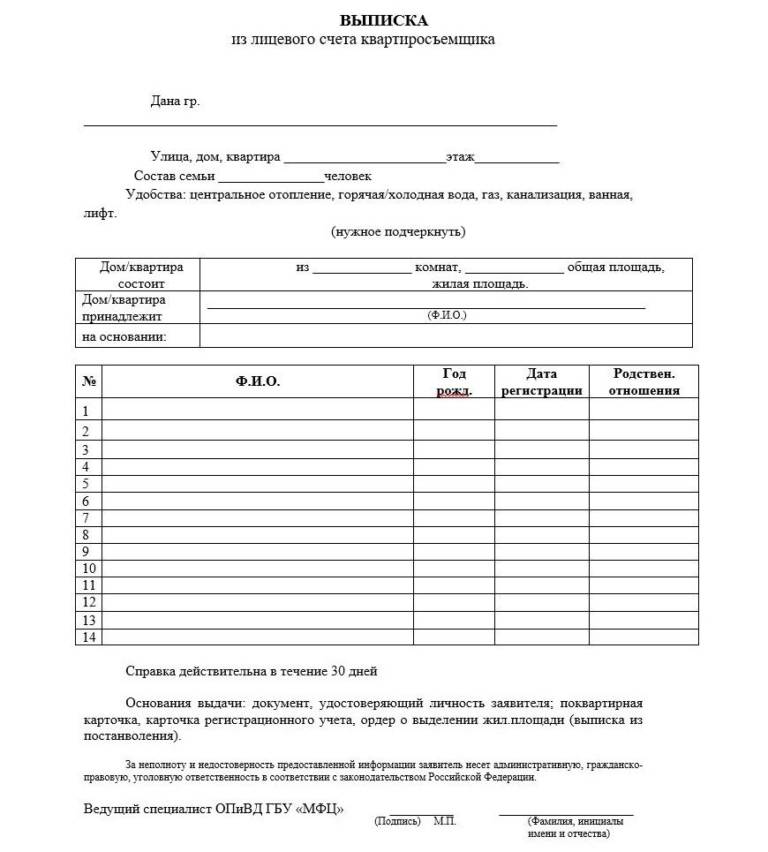 ВЫПИСКА
из лицевого счета квартиросъемщика
Дана гр.
Улица, дом, квартира ________________________этаж_____________
Состав семьи ________________человек
Удобства: центральное отопление, горячая/холодная вода, газ, канализация, ванная,
лифт.
(нужное подчеркнуть)
Дом/квартира
состоит
из _______________ комнат, _______________ общая площадь,
жилая площадь.
Дом/квартира
принадлежит
(Ф.И.О.)
на основании:
№ Ф.И.О. Год рожд. Дата регистрации Родствен. отношения
1
2
3
4
5
6
7
8
9
10
11
12
13
14
Справка действительна в течение 30 дней
Основания выдачи: документ, удостоверяющий личность заявителя; поквартирная
карточка, карточка регистрационного учета, ордер о выделении жил.площади (выписка из
постанволения).
За неполноту и недостоверность предоставленной информации заявитель несет административную, гражданско-
правовую, уголовную ответственность в соответствии с законодательством Российской Федерации.
Ведущий специалист ОПиВД ГБУ «МФЦ»
(Подпись) М.П. (Фамилия, инициалы
имени и отчества)